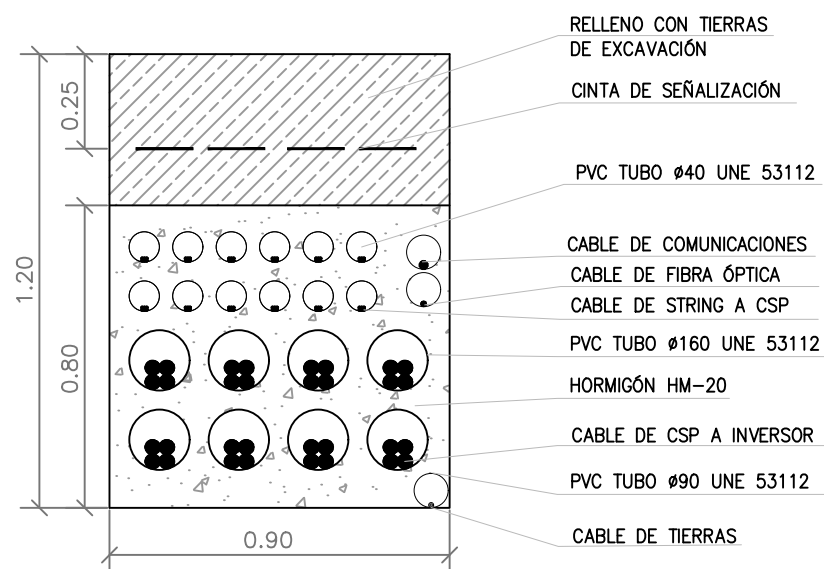 RELLENO CON TIERRAS
DE EXCAVACIÓN
0.25
CINTA DE SEÑALIZACIÓN
PVC TUBO ø40 UNE 53112
CABLE DE COMUNICACIONES
1.20
CABLE DE FIBRA ÓPTICA
CABLE DE STRING A CSP
PVC TUBO ø160 UNE 53112
0.80
HORMIGÓN HM-20
CABLE DE CSP A INVERSOR
PVC TUBO ø90 UNE 53112
CABLE DE TIERRAS
0.90